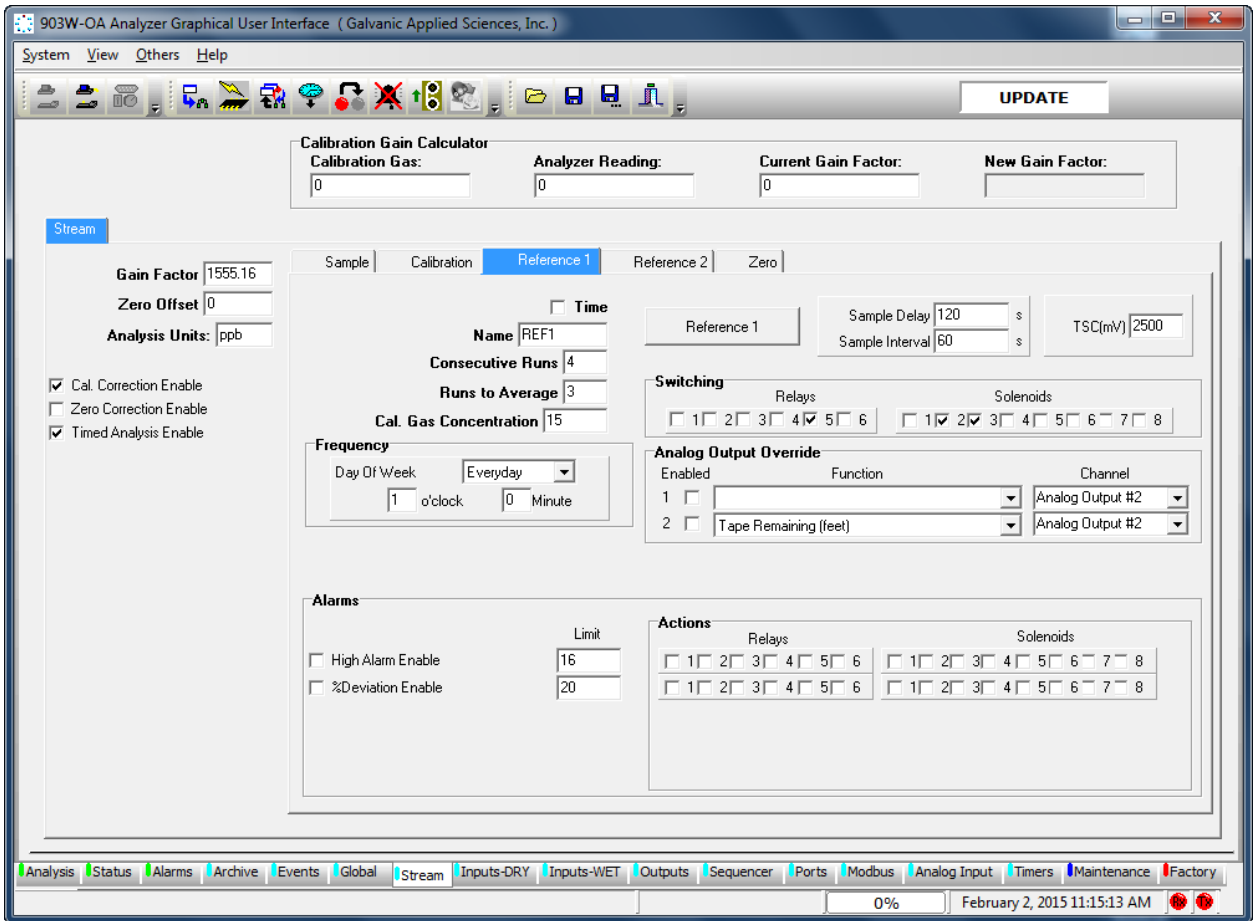 903W-OA Analyzer Graphical User Interface ( Galvanic Applied Sciences, Inc. )
System View Others Help
UPDATE
Calibration Gain Calculator
Calibration Gas: Analyzer Reading: Current Gain Factor: New Gain Factor:
0 0 0
Stream
Gain Factor 1555.16
Zero Offset 0
Analysis Units: ppb
Cal. Correction Enable
Zero Correction Enable
Timed Analysis Enable
Sample Calibration Reference 1 Reference 2 Zero
Time
Name REF1
Consecutive Runs 4
Runs to Average 3
Cal. Gas Concentration 15
Frequency
Day Of Week Everyday
1 o'clock 0 Minute
Reference 1
Sample Delay 120 s
Sample Interval 60 s
TSC(mV) 2500
Switching
Relays Solenoids
1 2 3 4 5 6 1 2 3 4 5 6 7 8
Analog Output Override
Enabled Function Channel
1 Analog Output #2
2 Tape Remaining (feet) Analog Output #2
Alarms
Limit
High Alarm Enable 16
%Deviation Enable 20
Actions
Relays Solenoids
1 2 3 4 5 6 1 2 3 4 5 6 7 8
1 2 3 4 5 6 1 2 3 4 5 6 7 8
Analysis Status Alarms Archive Events Global Stream Inputs-DRY Inputs-WET Outputs Sequencer Ports Modbus Analog Input Timers Maintenance Factory
0% February 2, 2015 11:15:13 AM Rx Tx